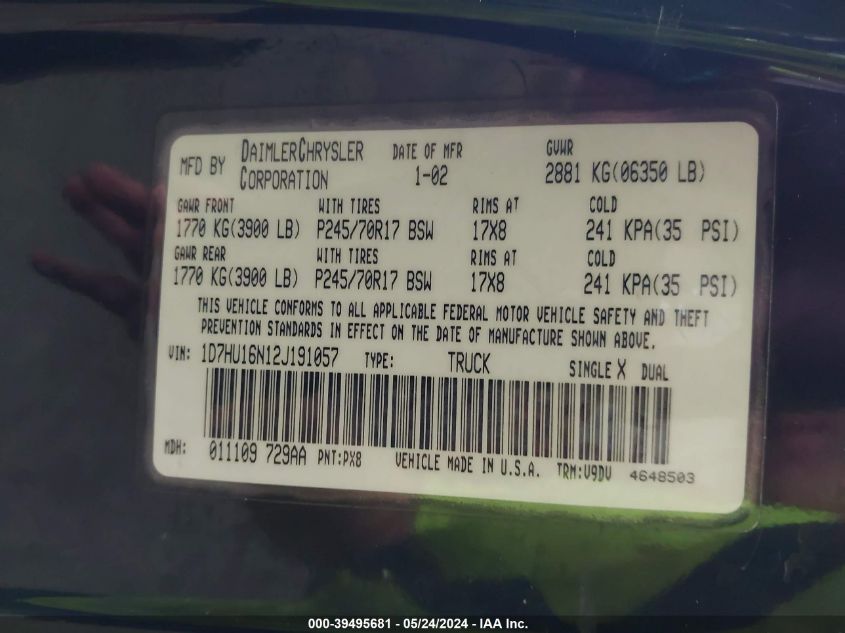 MFD BY DAIMLERCHRYSLER CORPORATION DATE OF MFR 1-02 GVWR 2881 KG(06350 LB)
GAWR FRONT WITH TIRES RIMS AT COLD
1770 KG(3900 LB) P245/70R17 BSW 17X8 241 KPA(35 PSI)
GAWR REAR WITH TIRES RIMS AT COLD
1770 KG(3900 LB) P245/70R17 BSW 17X8 241 KPA(35 PSI)
THIS VEHICLE CONFORMS TO ALL APPLICABLE FEDERAL MOTOR VEHICLE SAFETY AND THEFT
PREVENTION STANDARDS IN EFFECT ON THE DATE OF MANUFACTURE SHOWN ABOVE.
VIN: 1D7HU16N12J191057 TYPE: TRUCK SINGLE X DUAL
MDH: 011109 729AA PNT:PX8 VEHICLE MADE IN U.S.A. TRM:V9DV 4648503
000-39495681 - 05/24/2024 - IAA Inc.